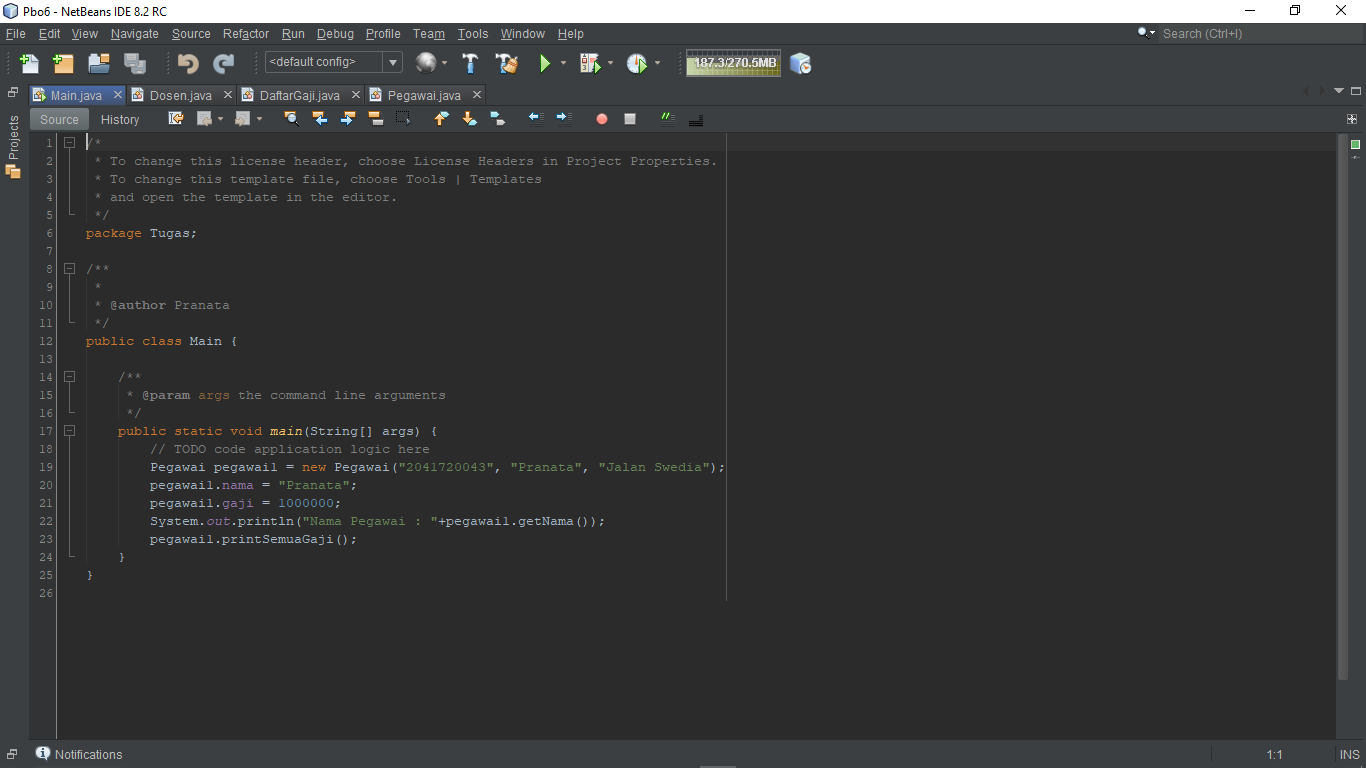 Pbo6 - NetBeans IDE 8.2 RC
File Edit View Navigate Source Refactor Run Debug Profile Team Tools Window Help
Search (Ctrl+I)
<default config>
187.3/270.5MB
Main.java Dosen.java DaftarGaji.java Pegawai.java
Projects
Source History
1 /*
2 * To change this license header, choose License Headers in Project Properties.
3 * To change this template file, choose Tools | Templates
4 * and open the template in the editor.
5 */
6 package Tugas;
7
8 /**
9 *
10 * @author Pranata
11 */
12 public class Main {
13
14 /**
15 * @param args the command line arguments
16 */
17 public static void main(String[] args) {
18 // TODO code application logic here
19 Pegawai pegawai1 = new Pegawai("2041720043", "Pranata", "Jalan Swedia");
20 pegawai1.nama = "Pranata";
21 pegawai1.gaji = 1000000;
22 System.out.println("Nama Pegawai : "+pegawai1.getNama());
23 pegawai1.printSemuaGaji();
24 }
25 }
26
Notifications
1:1
INS